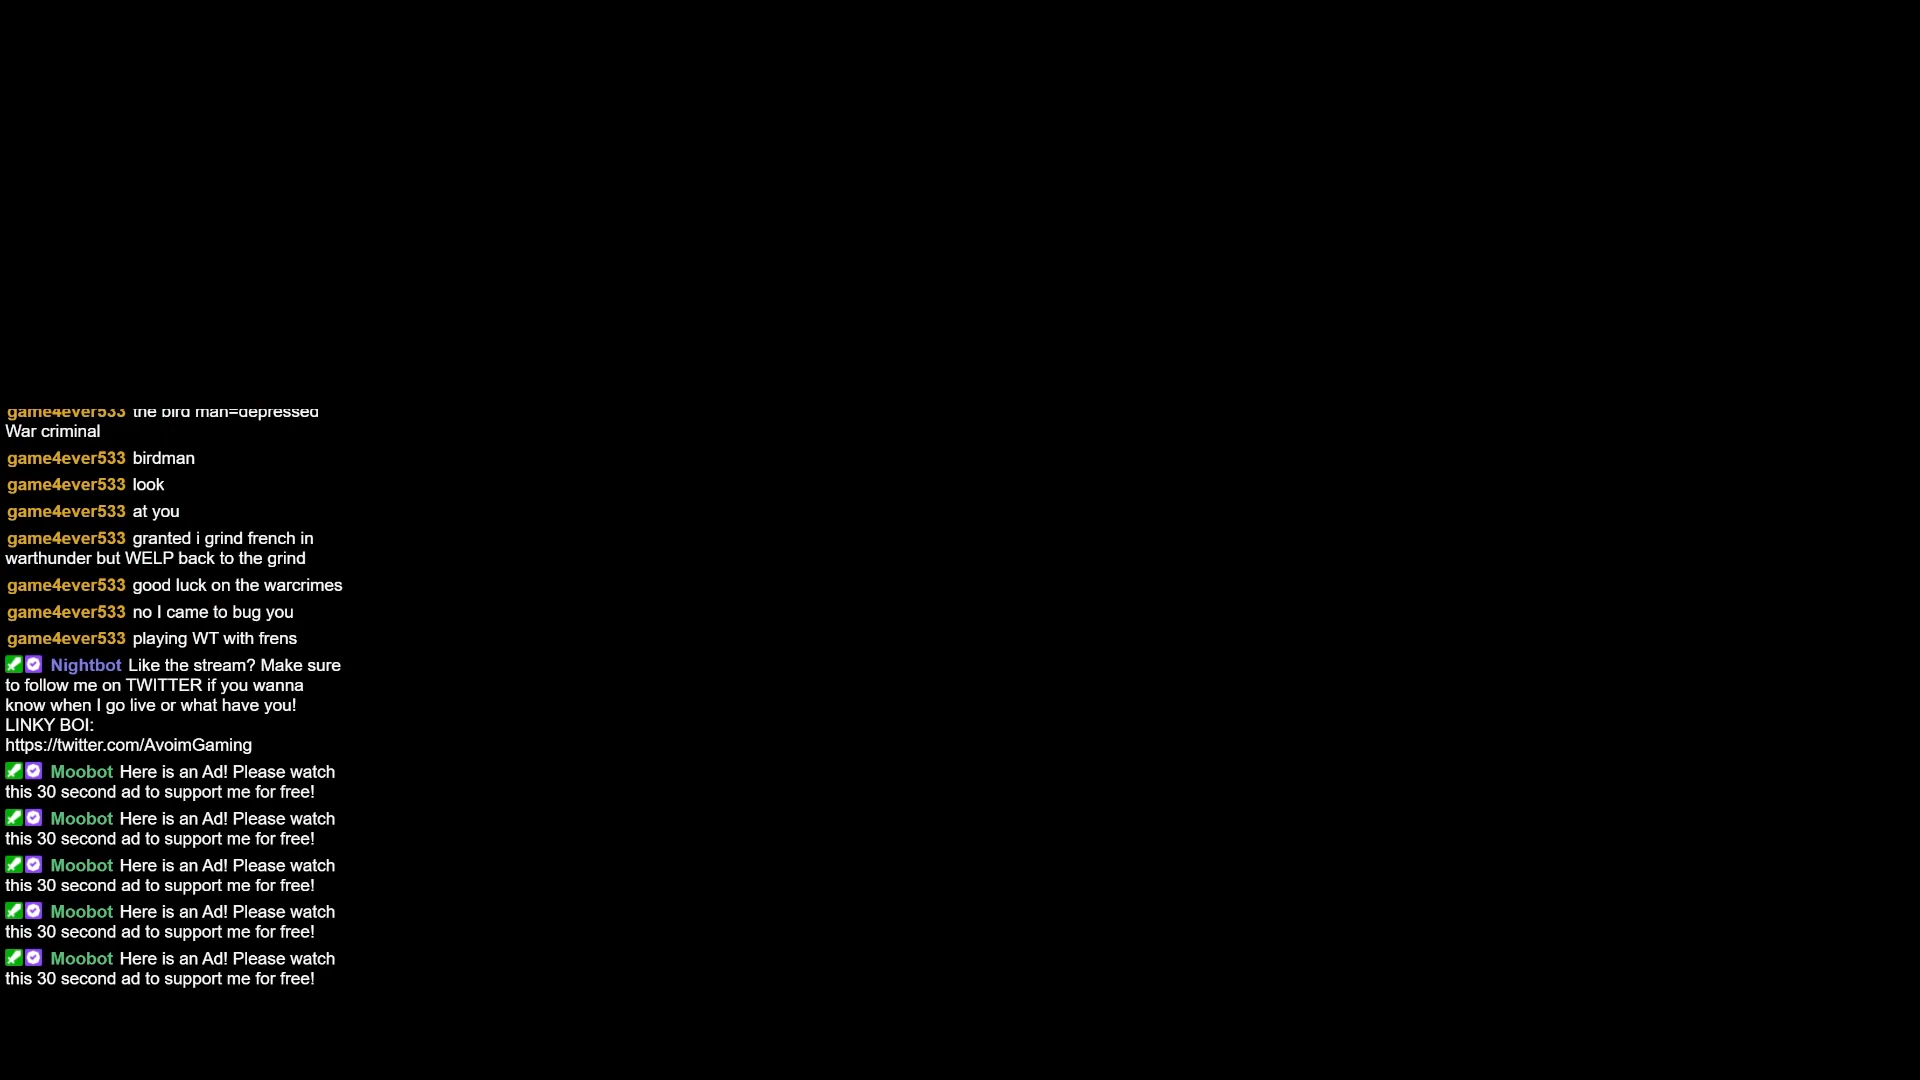 game4ever533 the bird man=depressed
War criminal
game4ever533 birdman
game4ever533 look
game4ever533 at you
game4ever533 granted i grind french in
warthunder but WELP back to the grind
game4ever533 good luck on the warcrimes
game4ever533 no I came to bug you
game4ever533 playing WT with frens
Nightbot Like the stream? Make sure
to follow me on TWITTER if you wanna
know when I go live or what have you!
LINKY BOI:
https://twitter.com/AvoimGaming
Moobot Here is an Ad! Please watch
this 30 second ad to support me for free!
Moobot Here is an Ad! Please watch
this 30 second ad to support me for free!
Moobot Here is an Ad! Please watch
this 30 second ad to support me for free!
Moobot Here is an Ad! Please watch
this 30 second ad to support me for free!
Moobot Here is an Ad! Please watch
this 30 second ad to support me for free!